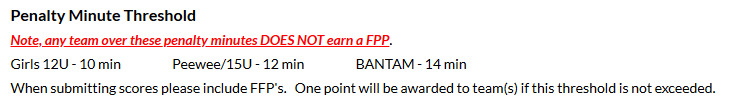 Penalty Minute Threshold
Note, any team over these penalty minutes DOES NOT earn a FPP.
Girls 12U - 10 min Peewee/15U - 12 min BANTAM - 14 min
When submitting scores please include FFP's. One point will be awarded to team(s) if this threshold is not exceeded.